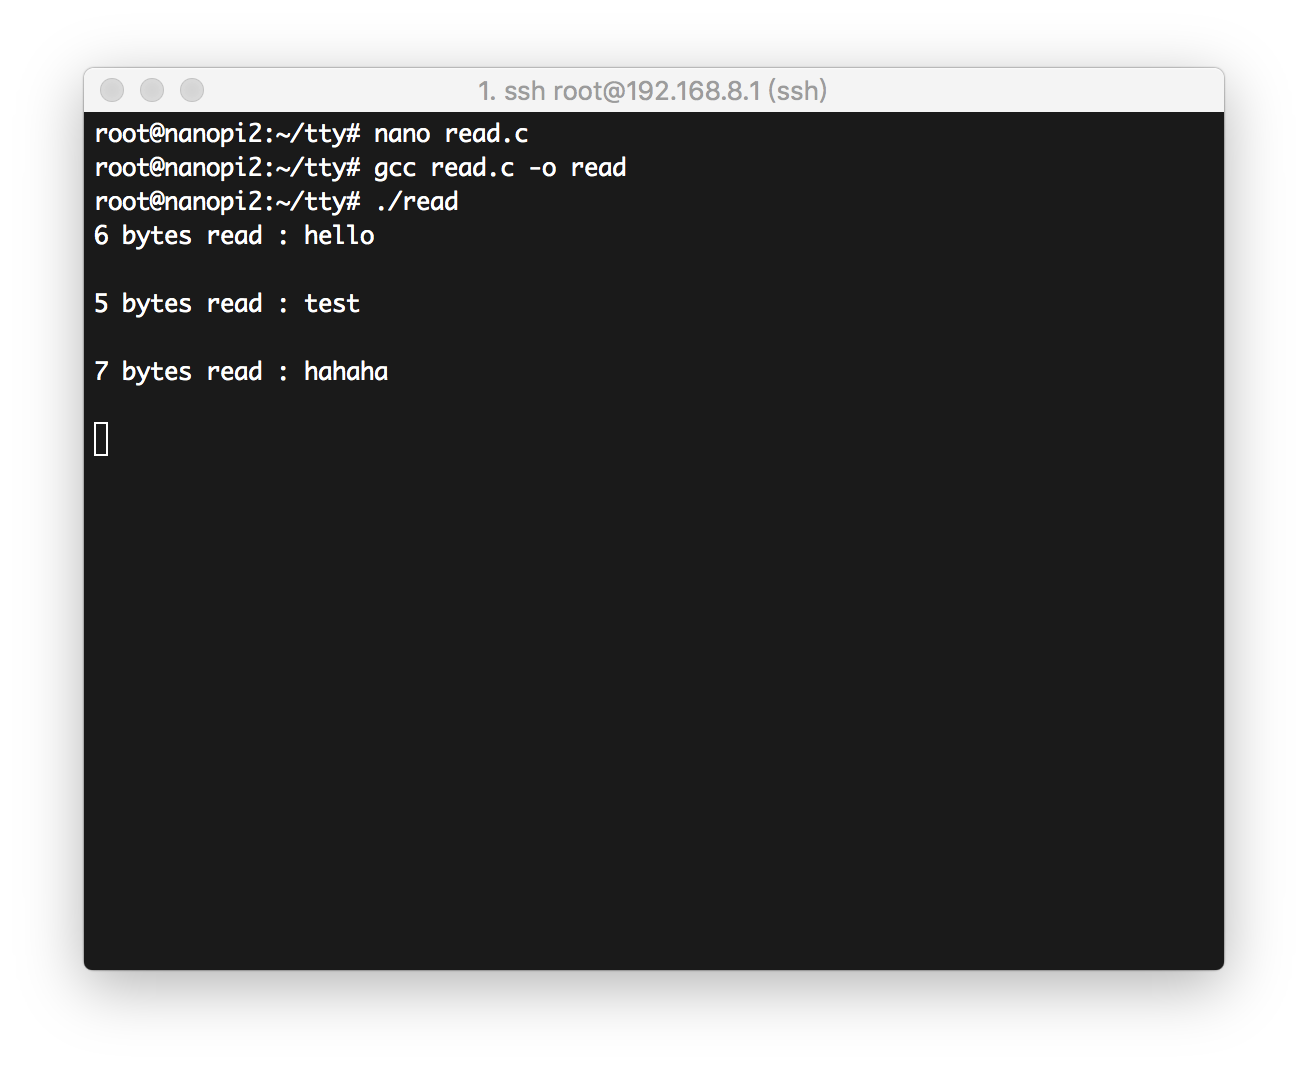 1. ssh root@192.168.8.1 (ssh)
root@nanopi2:~/tty# nano read.c
root@nanopi2:~/tty# gcc read.c -o read
root@nanopi2:~/tty# ./read
6 bytes read : hello
5 bytes read : test
7 bytes read : hahaha